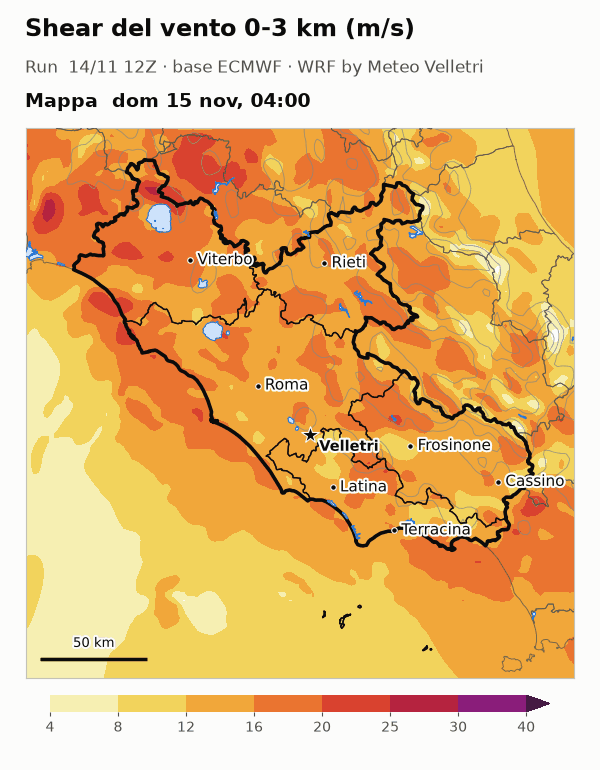 Shear del vento 0-3 km (m/s)
Run  14/11 12Z · base ECMWF · WRF by Meteo Velletri
Mappa  dom 15 nov, 04:00
Viterbo
Rieti
Roma
Velletri
Frosinone
Cassino
Latina
Terracina
50 km
4 8 12 16 20 25 30 40